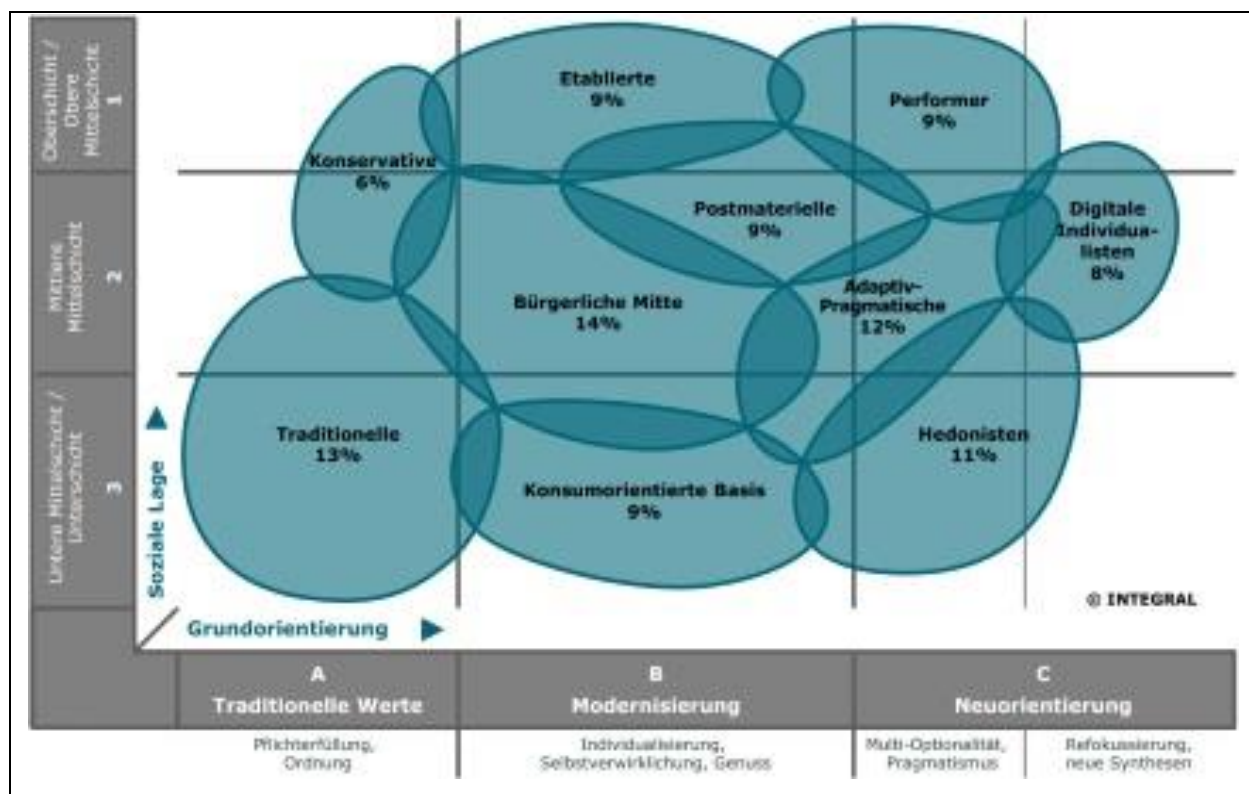 Oberschicht /
Obere
Mittelschicht
1
Mittlere
Mittelschicht
2
Untere Mittelschicht /
Unterschicht
3
Soziale Lage
Etablierte
9%
Performer
9%
Konservative
6%
Postmaterielle
9%
Digitale
Individua-
listen
8%
Bürgerliche Mitte
14%
Adaptiv-
Pragmatische
12%
Traditionelle
13%
Hedonisten
11%
Konsumorientierte Basis
9%
© INTEGRAL
Grundorientierung
A
Traditionelle Werte
B
Modernisierung
C
Neuorientierung
Pflichterfüllung,
Ordnung
Individualisierung,
Selbstverwirklichung, Genuss
Multi-Optionalität,
Pragmatismus
Refokussierung,
neue Synthesen